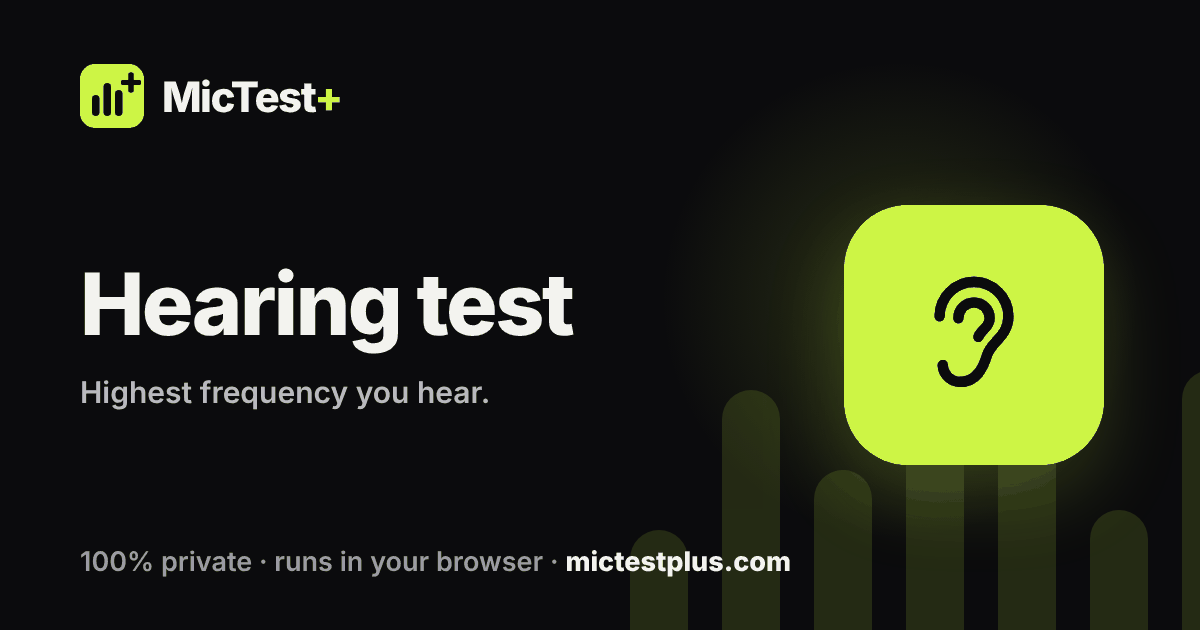 MicTest+
Hearing test
Highest frequency you hear.
100% private · runs in your browser · mictestplus.com